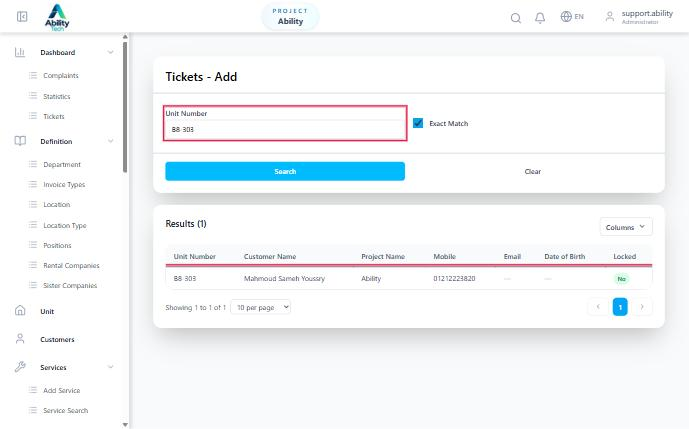 Ability
Tech
PROJECT
Ability
EN
support.ability
Administrator
Dashboard
Complaints
Statistics
Tickets
Definition
Department
Invoice Types
Location
Location Type
Positions
Rental Companies
Sister Companies
Unit
Customers
Services
Add Service
Service Search
Tickets - Add
Unit Number
B8-303
Exact Match
Search
Clear
Results (1)
Columns
Unit Number Customer Name Project Name Mobile Email Date of Birth Locked
B8-303 Mahmoud Sameh Youssry Ability 01212223820 — — No
Showing 1 to 1 of 1 10 per page
1